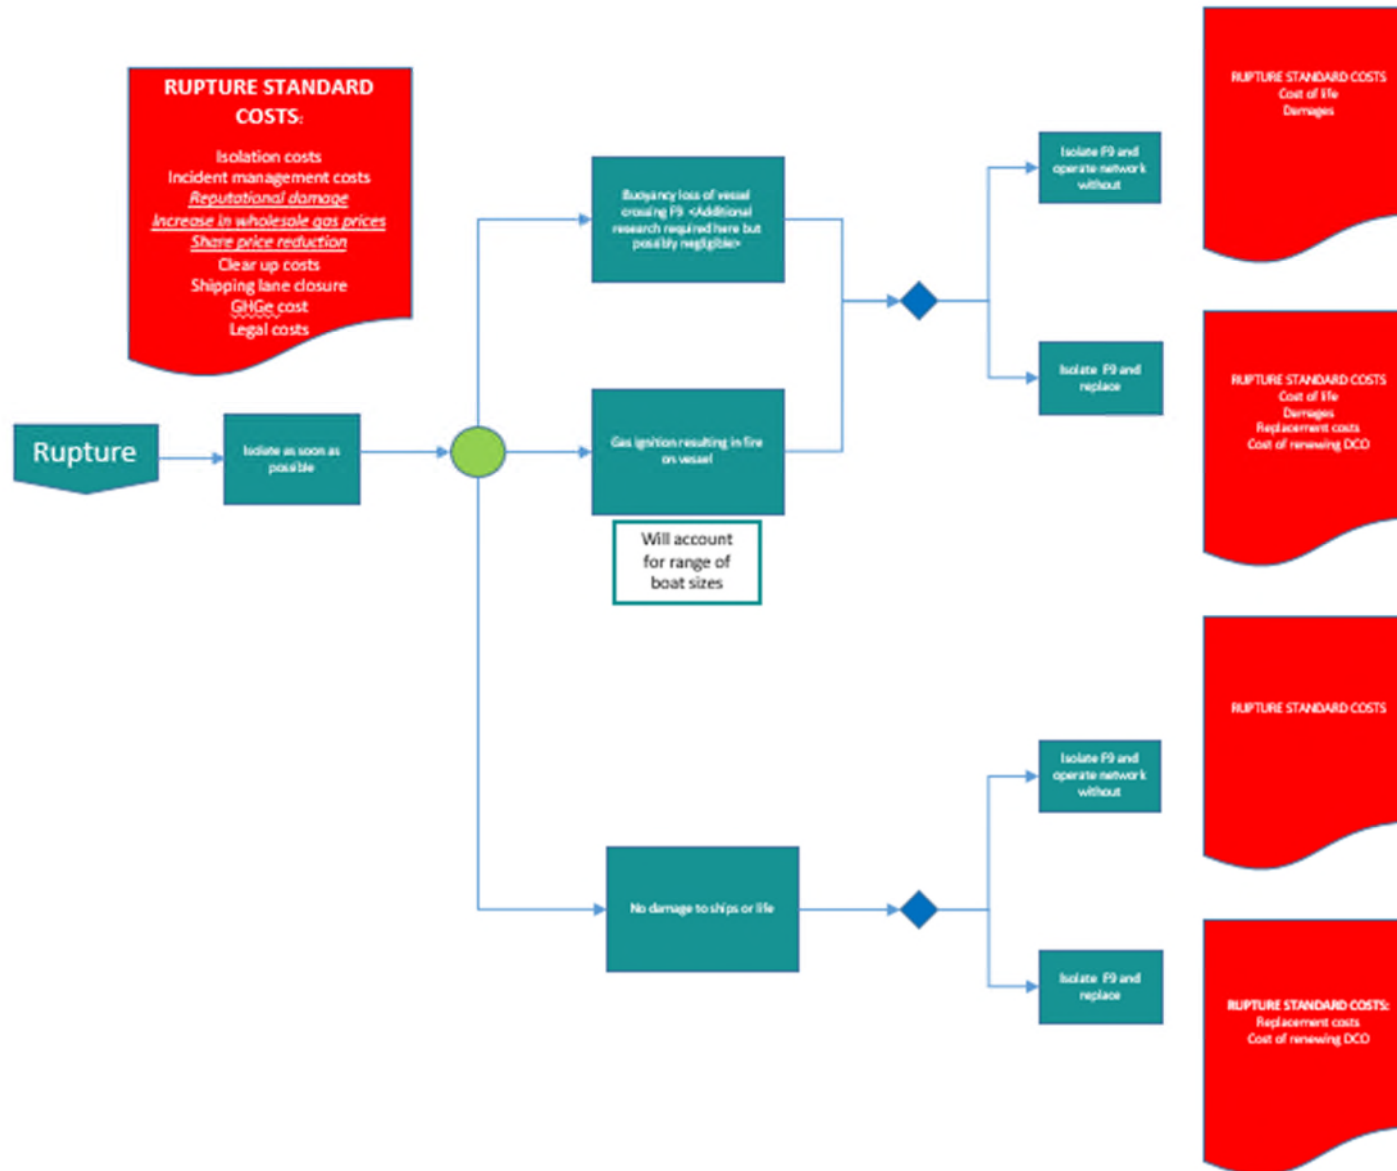 RUPTURE STANDARD
COSTS:
Isolation costs
Incident management costs
Reputational damage
Increase in wholesale gas prices
Share price reduction
Clear up costs
Shipping lane closure
GHGe cost
Legal costs
Rupture
Isolate as soon as
possible
Buoyancy loss of vessel
crossing F9 <Additional
research required here but
possibly negligible>
Gas ignition resulting in fire
on vessel
Will account
for range of
boat sizes
No damage to ships or life
Isolate F9 and
operate network
without
Isolate F9 and
replace
Isolate F9 and
operate network
without
Isolate F9 and
replace
RUPTURE STANDARD COSTS
Cost of life
Damages
RUPTURE STANDARD COSTS
Cost of life
Damages
Replacement costs
Cost of renewing DCO
RUPTURE STANDARD COSTS
RUPTURE STANDARD COSTS:
Replacement costs
Cost of renewing DCO